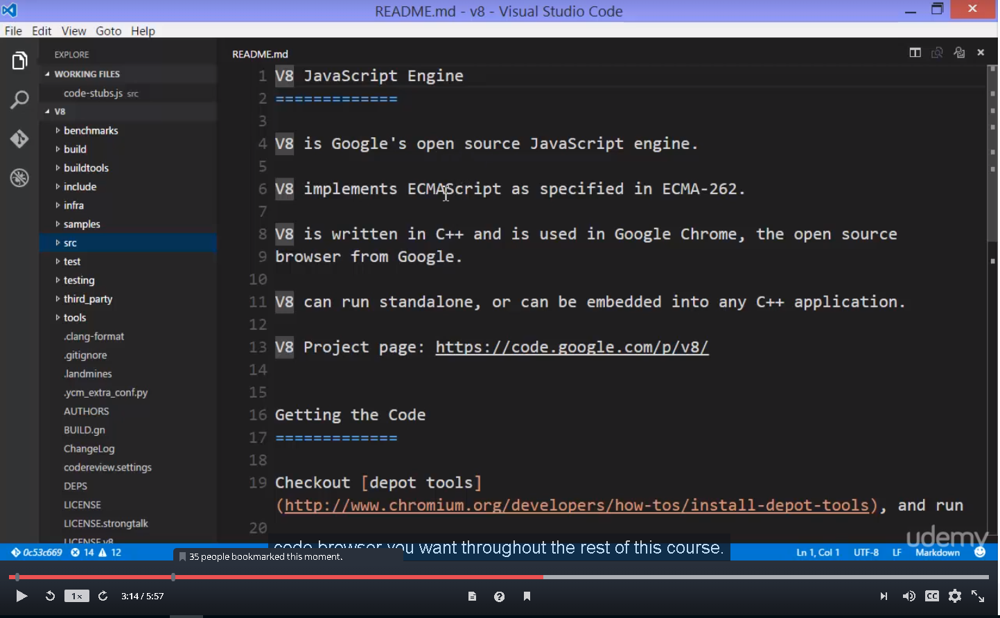 README.md - v8 - Visual Studio Code
File Edit View Goto Help
EXPLORE
WORKING FILES
code-stubs.js src
V8
benchmarks
build
buildtools
include
infra
samples
src
test
testing
third_party
tools
.clang-format
.gitignore
.landmines
.ycm_extra_conf.py
AUTHORS
BUILD.gn
ChangeLog
codereview.settings
DEPS
LICENSE
LICENSE.strongtalk
LICENSE.v8
README.md
1 V8 JavaScript Engine
2 =============
3
4 V8 is Google's open source JavaScript engine.
5
6 V8 implements ECMAScript as specified in ECMA-262.
7
8 V8 is written in C++ and is used in Google Chrome, the open source
9 browser from Google.
10
11 V8 can run standalone, or can be embedded into any C++ application.
12
13 V8 Project page: https://code.google.com/p/v8/
14
15
16 Getting the Code
17 =============
18
19 Checkout [depot tools]
(http://www.chromium.org/developers/how-tos/install-depot-tools), and run
20
udemy
code browser you want throughout the rest of this course.
0c53c669 14 12
Ln 1, Col 1 UTF-8 LF Markdown
35 people bookmarked this moment.
1x 3:14 / 5:57
CC